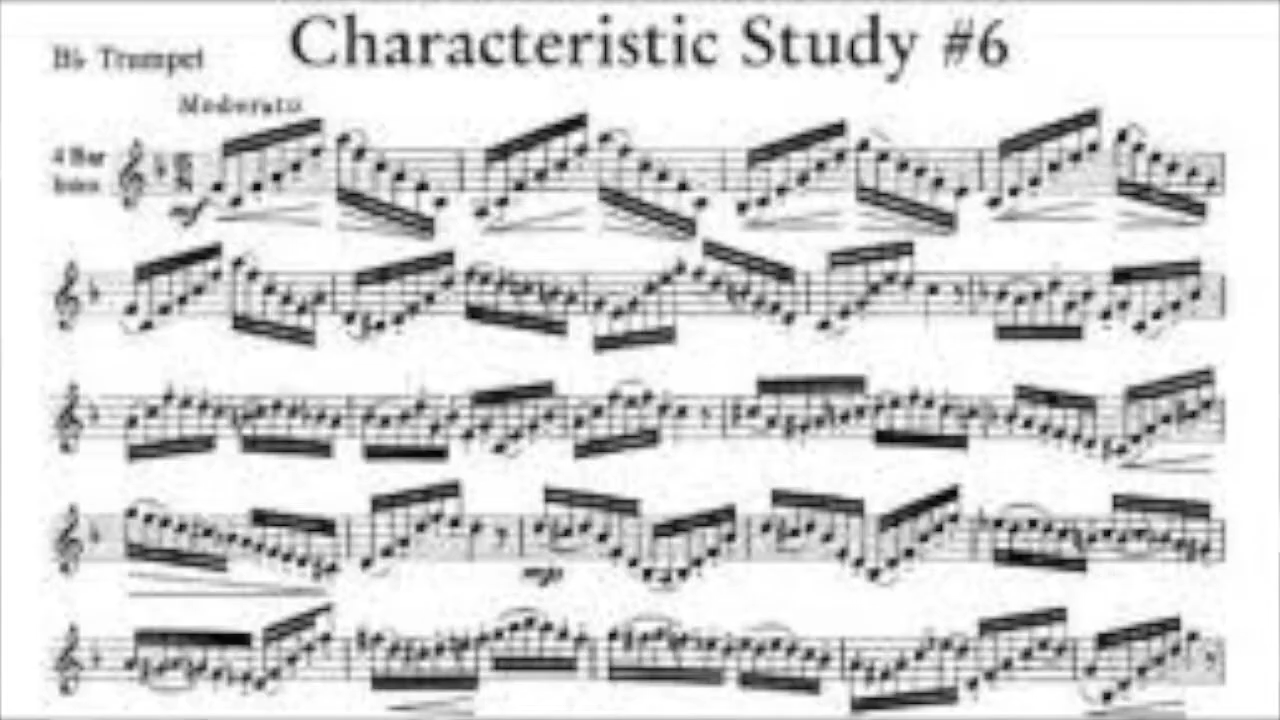 Characteristic Study #6
B♭ Trumpet
Moderato
4 Bar
Intro
mf
mp